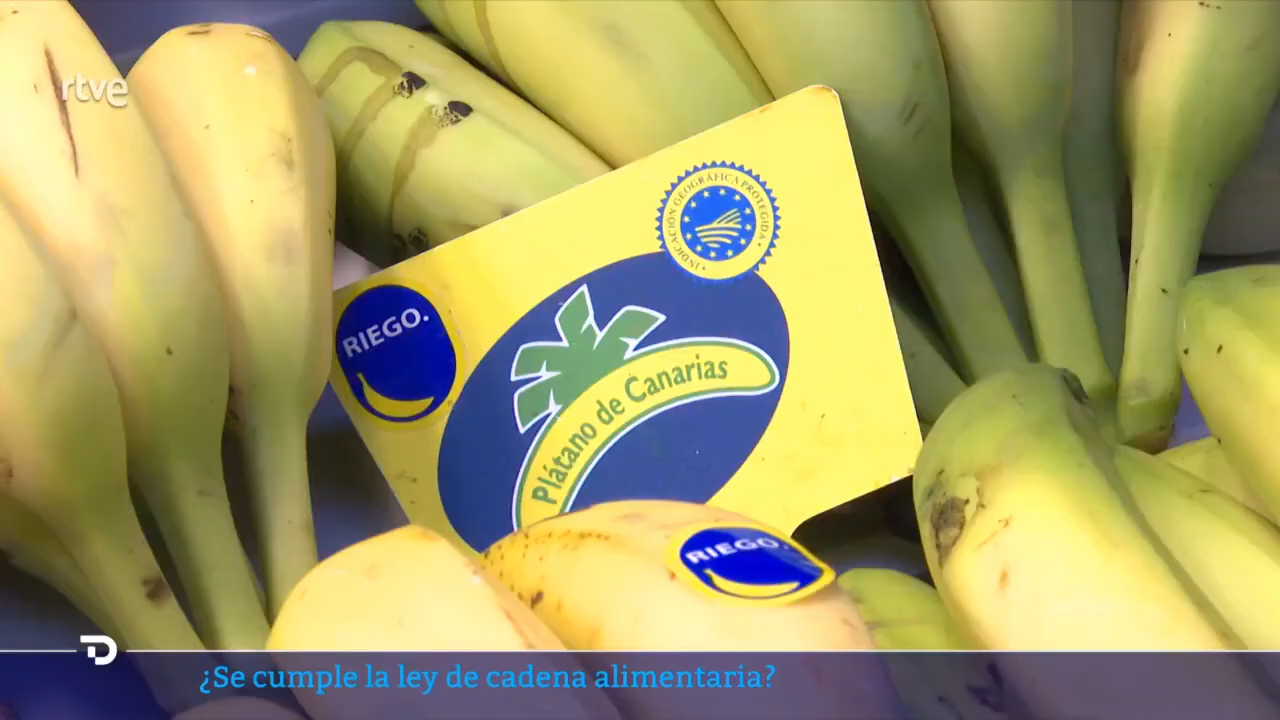 rtve
INDICACIÓN GEOGRÁFICA PROTEGIDA
RIEGO.
Plátano de Canarias
RIEGO.
¿Se cumple la ley de cadena alimentaria?